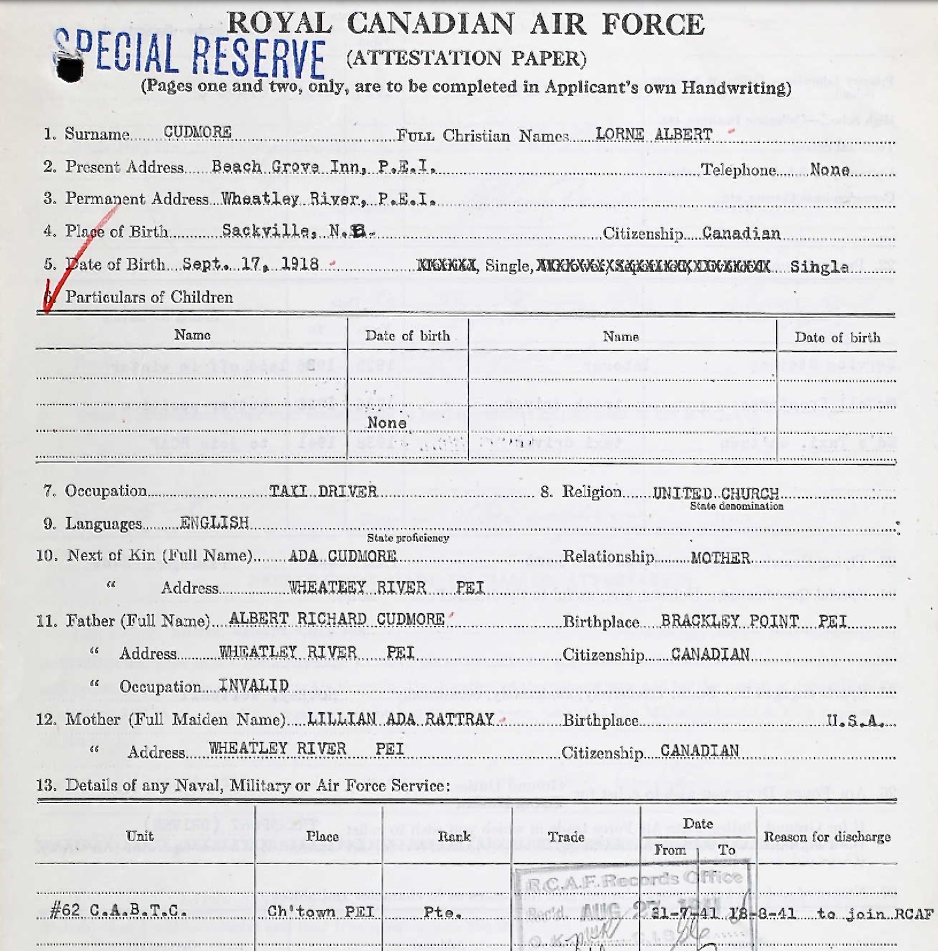 ROYAL CANADIAN AIR FORCE
SPECIAL RESERVE (ATTESTATION PAPER)
(Pages one and two, only, are to be completed in Applicant's own Handwriting)
1. Surname CUDMORE FULL Christian Names LORNE ALBERT
2. Present Address Beach Grove Inn, P.E.I. Telephone None
3. Permanent Address Wheatley River, P.E.I.
4. Place of Birth Sackville, N.B. Citizenship Canadian
5. Date of Birth Sept. 17, 1918 , Single, Single
6. Particulars of Children
Name Date of birth Name Date of birth
None
7. Occupation TAXI DRIVER 8. Religion UNITED CHURCH
State denomination
9. Languages ENGLISH
State proficiency
10. Next of Kin (Full Name) ADA CUDMORE Relationship MOTHER
" Address WHEATLEY RIVER PEI
11. Father (Full Name) ALBERT RICHARD CUDMORE Birthplace BRACKLEY POINT PEI
" Address WHEATLEY RIVER PEI Citizenship CANADIAN
" Occupation INVALID
12. Mother (Full Maiden Name) LILLIAN ADA RATTRAY Birthplace U.S.A.
" Address WHEATLEY RIVER PEI Citizenship CANADIAN
13. Details of any Naval, Military or Air Force Service:
Unit Place Rank Trade Date From To Reason for discharge
R.C.A.F. Records Office
#62 C.A.B.T.C. Ch'town PEI Pte. Rec'd. AUG 27 1941 21-7-41 18-8-41 to join RCAF
O.K.